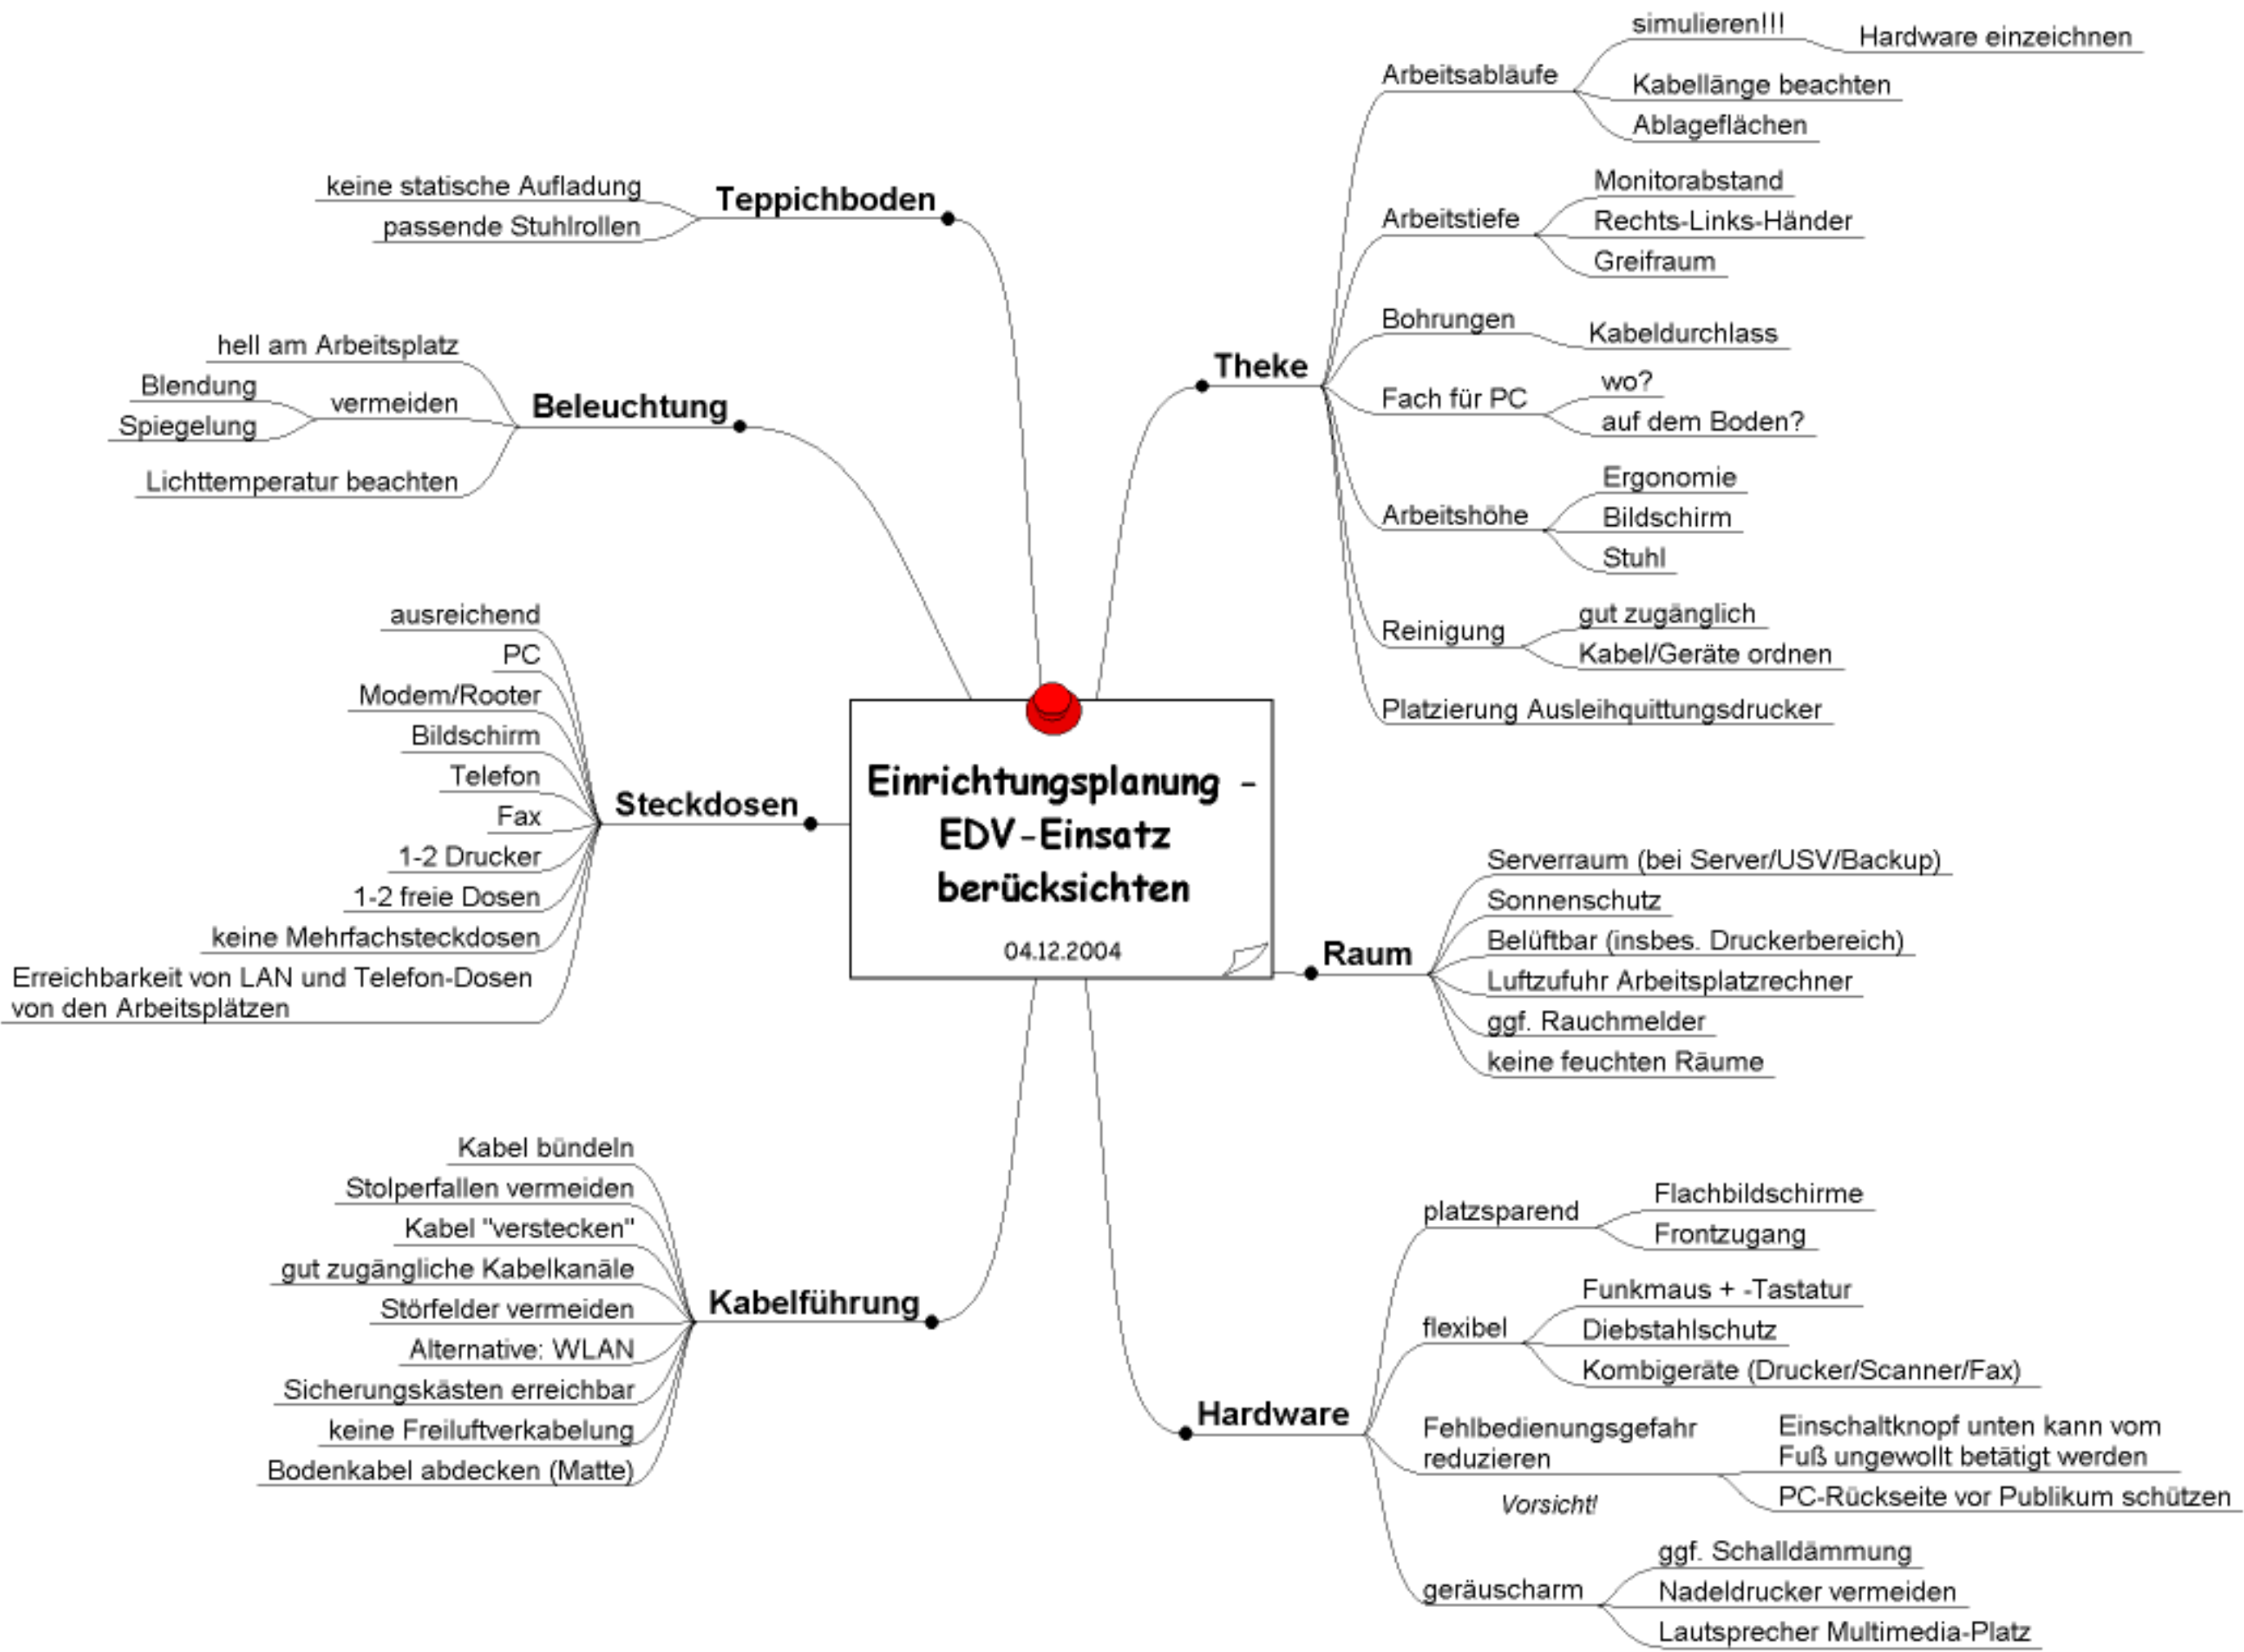 Einrichtungsplanung -
EDV-Einsatz
berücksichten
04.12.2004
Theke
Arbeitsabläufe
simulieren!!!
Hardware einzeichnen
Kabellänge beachten
Ablageflächen
Arbeitstiefe
Monitorabstand
Rechts-Links-Händer
Greifraum
Bohrungen
Kabeldurchlass
Fach für PC
wo?
auf dem Boden?
Arbeitshöhe
Ergonomie
Bildschirm
Stuhl
Reinigung
gut zugänglich
Kabel/Geräte ordnen
Platzierung Ausleihquittungsdrucker
Raum
Serverraum (bei Server/USV/Backup)
Sonnenschutz
Belüftbar (insbes. Druckerbereich)
Luftzufuhr Arbeitsplatzrechner
ggf. Rauchmelder
keine feuchten Räume
Hardware
platzsparend
Flachbildschirme
Frontzugang
flexibel
Funkmaus + -Tastatur
Diebstahlschutz
Kombigeräte (Drucker/Scanner/Fax)
Fehlbedienungsgefahr
reduzieren
Vorsicht!
Einschaltknopf unten kann vom
Fuß ungewollt betätigt werden
PC-Rückseite vor Publikum schützen
geräuscharm
ggf. Schalldämmung
Nadeldrucker vermeiden
Lautsprecher Multimedia-Platz
Teppichboden
keine statische Aufladung
passende Stuhlrollen
Beleuchtung
hell am Arbeitsplatz
vermeiden
Blendung
Spiegelung
Lichttemperatur beachten
Steckdosen
ausreichend
PC
Modem/Rooter
Bildschirm
Telefon
Fax
1-2 Drucker
1-2 freie Dosen
keine Mehrfachsteckdosen
Erreichbarkeit von LAN und Telefon-Dosen
von den Arbeitsplätzen
Kabelführung
Kabel bündeln
Stolperfallen vermeiden
Kabel "verstecken"
gut zugängliche Kabelkanäle
Störfelder vermeiden
Alternative: WLAN
Sicherungskästen erreichbar
keine Freiluftverkabelung
Bodenkabel abdecken (Matte)